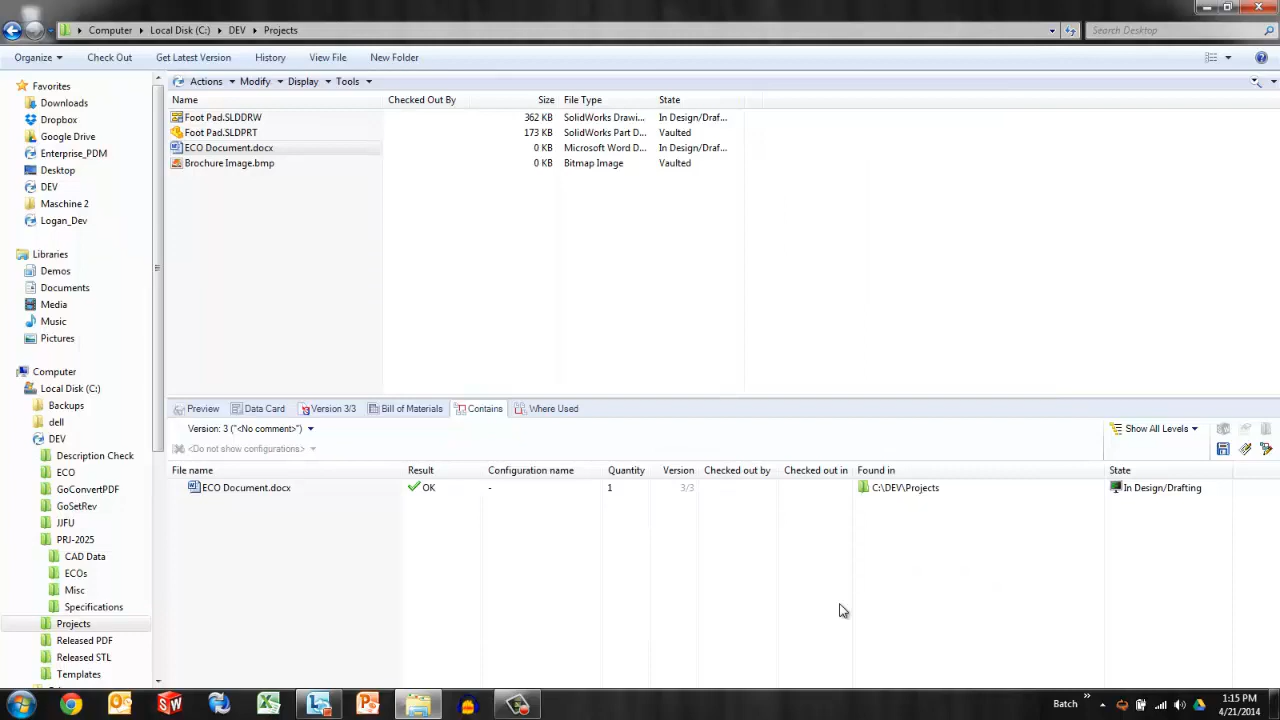 Computer Local Disk (C:) DEV Projects Search Desktop
Organize Check Out Get Latest Version History View File New Folder
Favorites
Downloads
Dropbox
Google Drive
Enterprise_PDM
Desktop
DEV
Maschine 2
Logan_Dev
Libraries
Demos
Documents
Media
Music
Pictures
Computer
Local Disk (C:)
Backups
dell
DEV
Description Check
ECO
GoConvertPDF
GoSetRev
JJFU
PRJ-2025
CAD Data
ECOs
Misc
Specifications
Projects
Released PDF
Released STL
Templates
Actions Modify Display Tools
Name Checked Out By Size File Type State
Foot Pad.SLDDRW 362 KB SolidWorks Drawi... In Design/Draf...
Foot Pad.SLDPRT 173 KB SolidWorks Part D... Vaulted
ECO Document.docx 0 KB Microsoft Word D... In Design/Draf...
Brochure Image.bmp 0 KB Bitmap Image Vaulted
Preview Data Card Version 3/3 Bill of Materials Contains Where Used
Version: 3 ("<No comment>") Show All Levels
<Do not show configurations>
File name Result Configuration name Quantity Version Checked out by Checked out in Found in State
ECO Document.docx OK - 1 3/3 C:\DEV\Projects In Design/Drafting
Batch 1:15 PM
4/21/2014